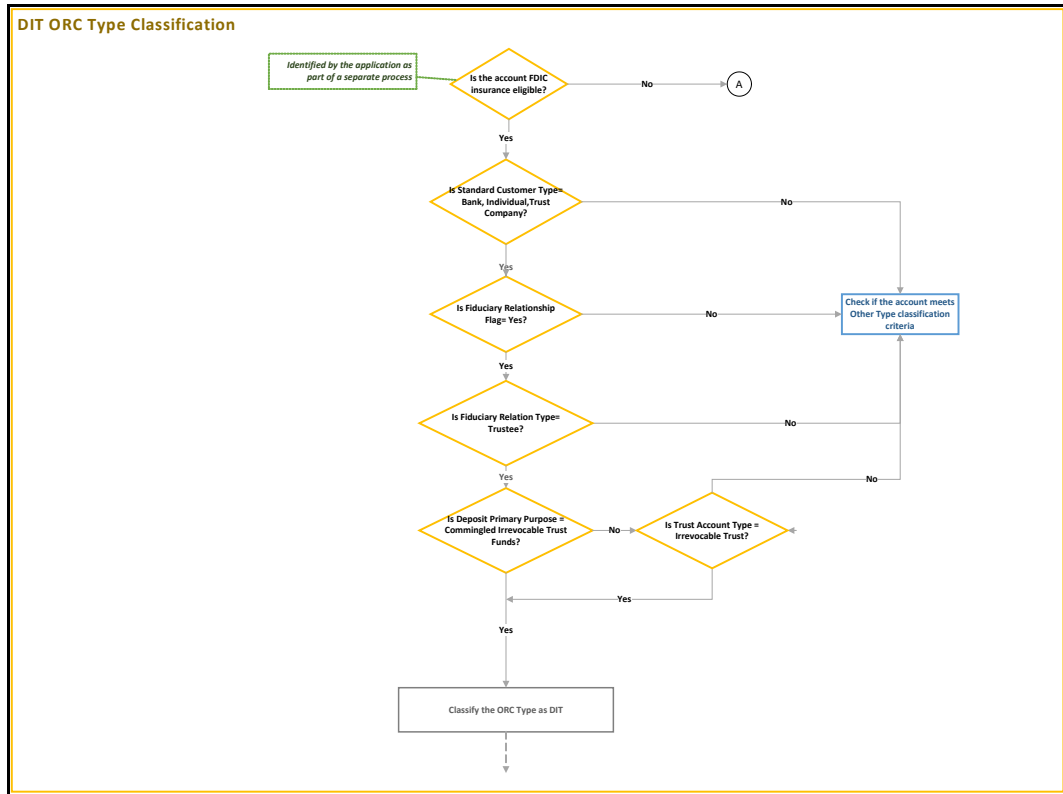 DIT ORC Type Classification
Identified by the application as
part of a separate process
Is the account FDIC
insurance eligible?
No
A
Yes
Is Standard Customer Type=
Bank, Individual,Trust
Company?
No
Yes
Is Fiduciary Relationship
Flag= Yes?
No
Check if the account meets
Other Type classification
criteria
Yes
Is Fiduciary Relation Type=
Trustee?
No
Yes
No
Is Deposit Primary Purpose =
Commingled Irrevocable Trust
Funds?
No
Is Trust Account Type =
Irrevocable Trust?
Yes
Yes
Classify the ORC Type as DIT